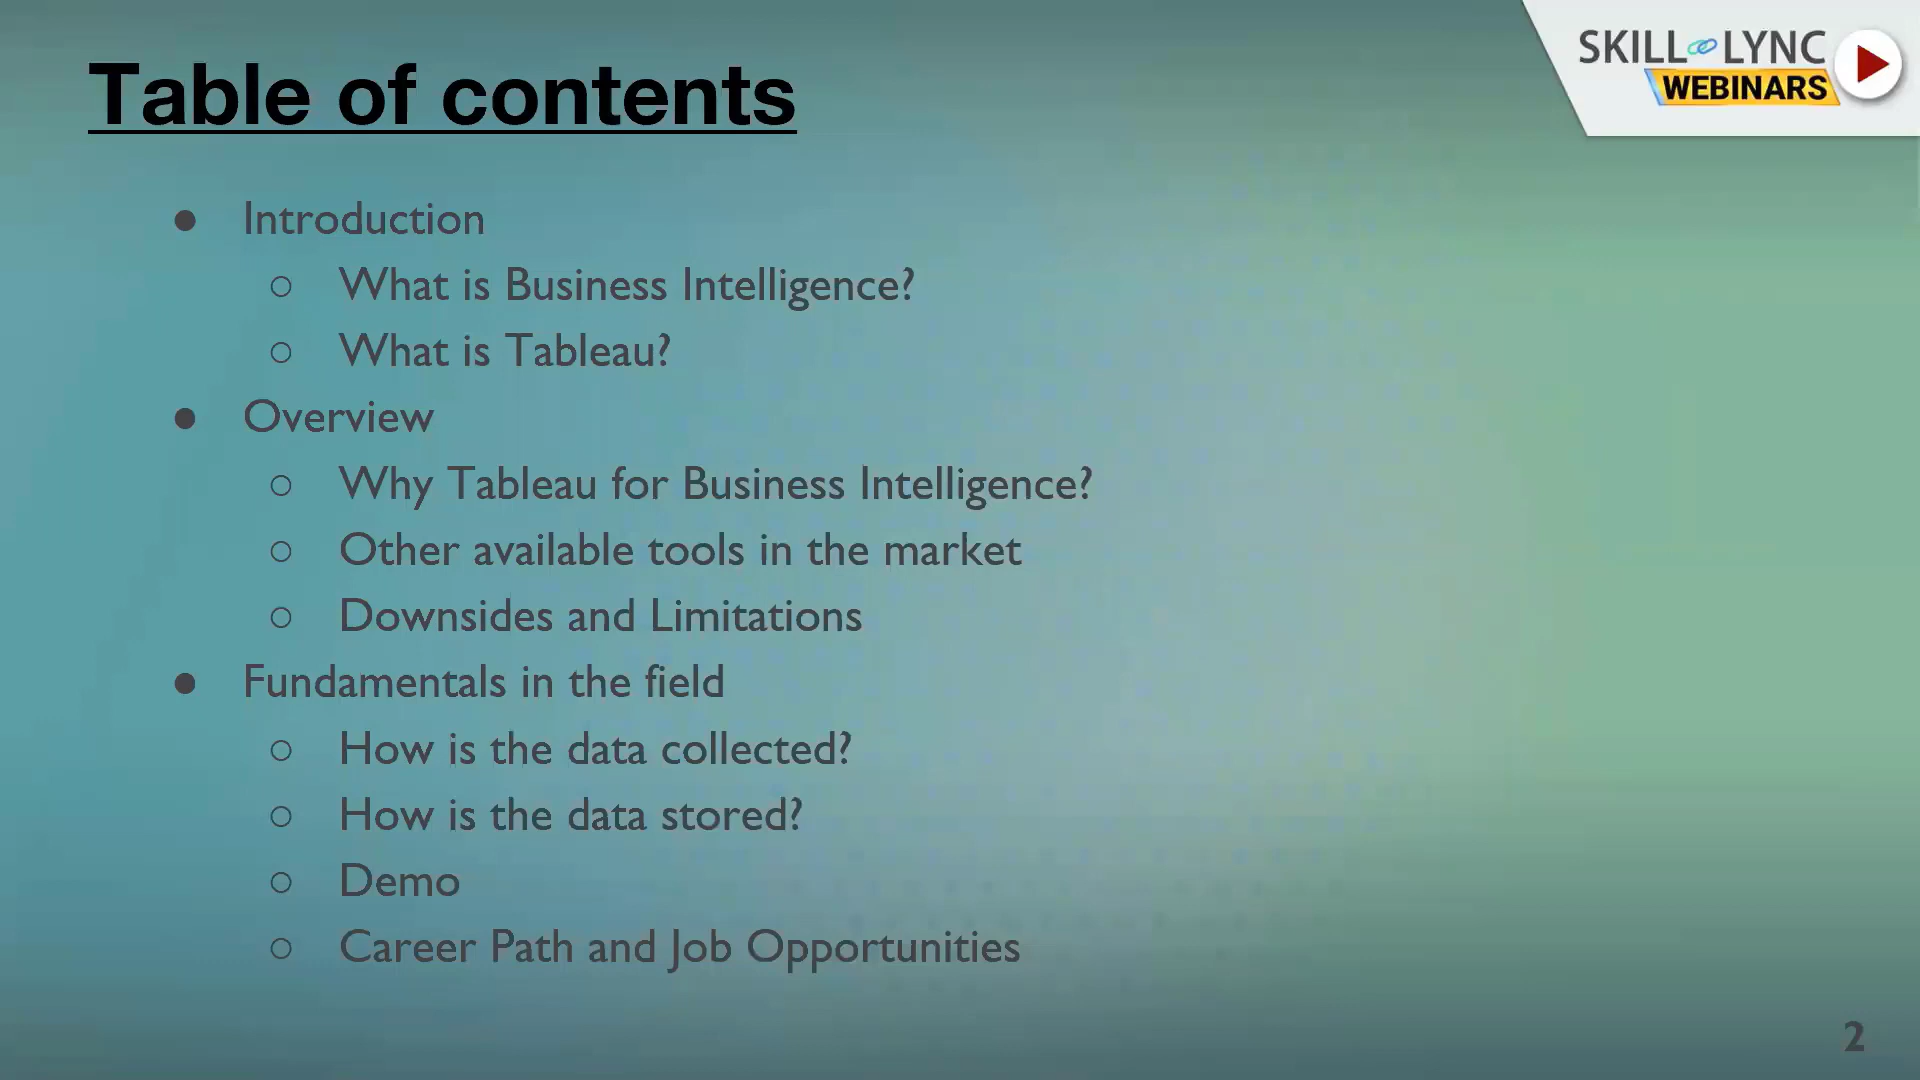 Table of contents
SKILL LYNC
WEBINARS
● Introduction
○ What is Business Intelligence?
○ What is Tableau?
● Overview
○ Why Tableau for Business Intelligence?
○ Other available tools in the market
○ Downsides and Limitations
● Fundamentals in the field
○ How is the data collected?
○ How is the data stored?
○ Demo
○ Career Path and Job Opportunities
2